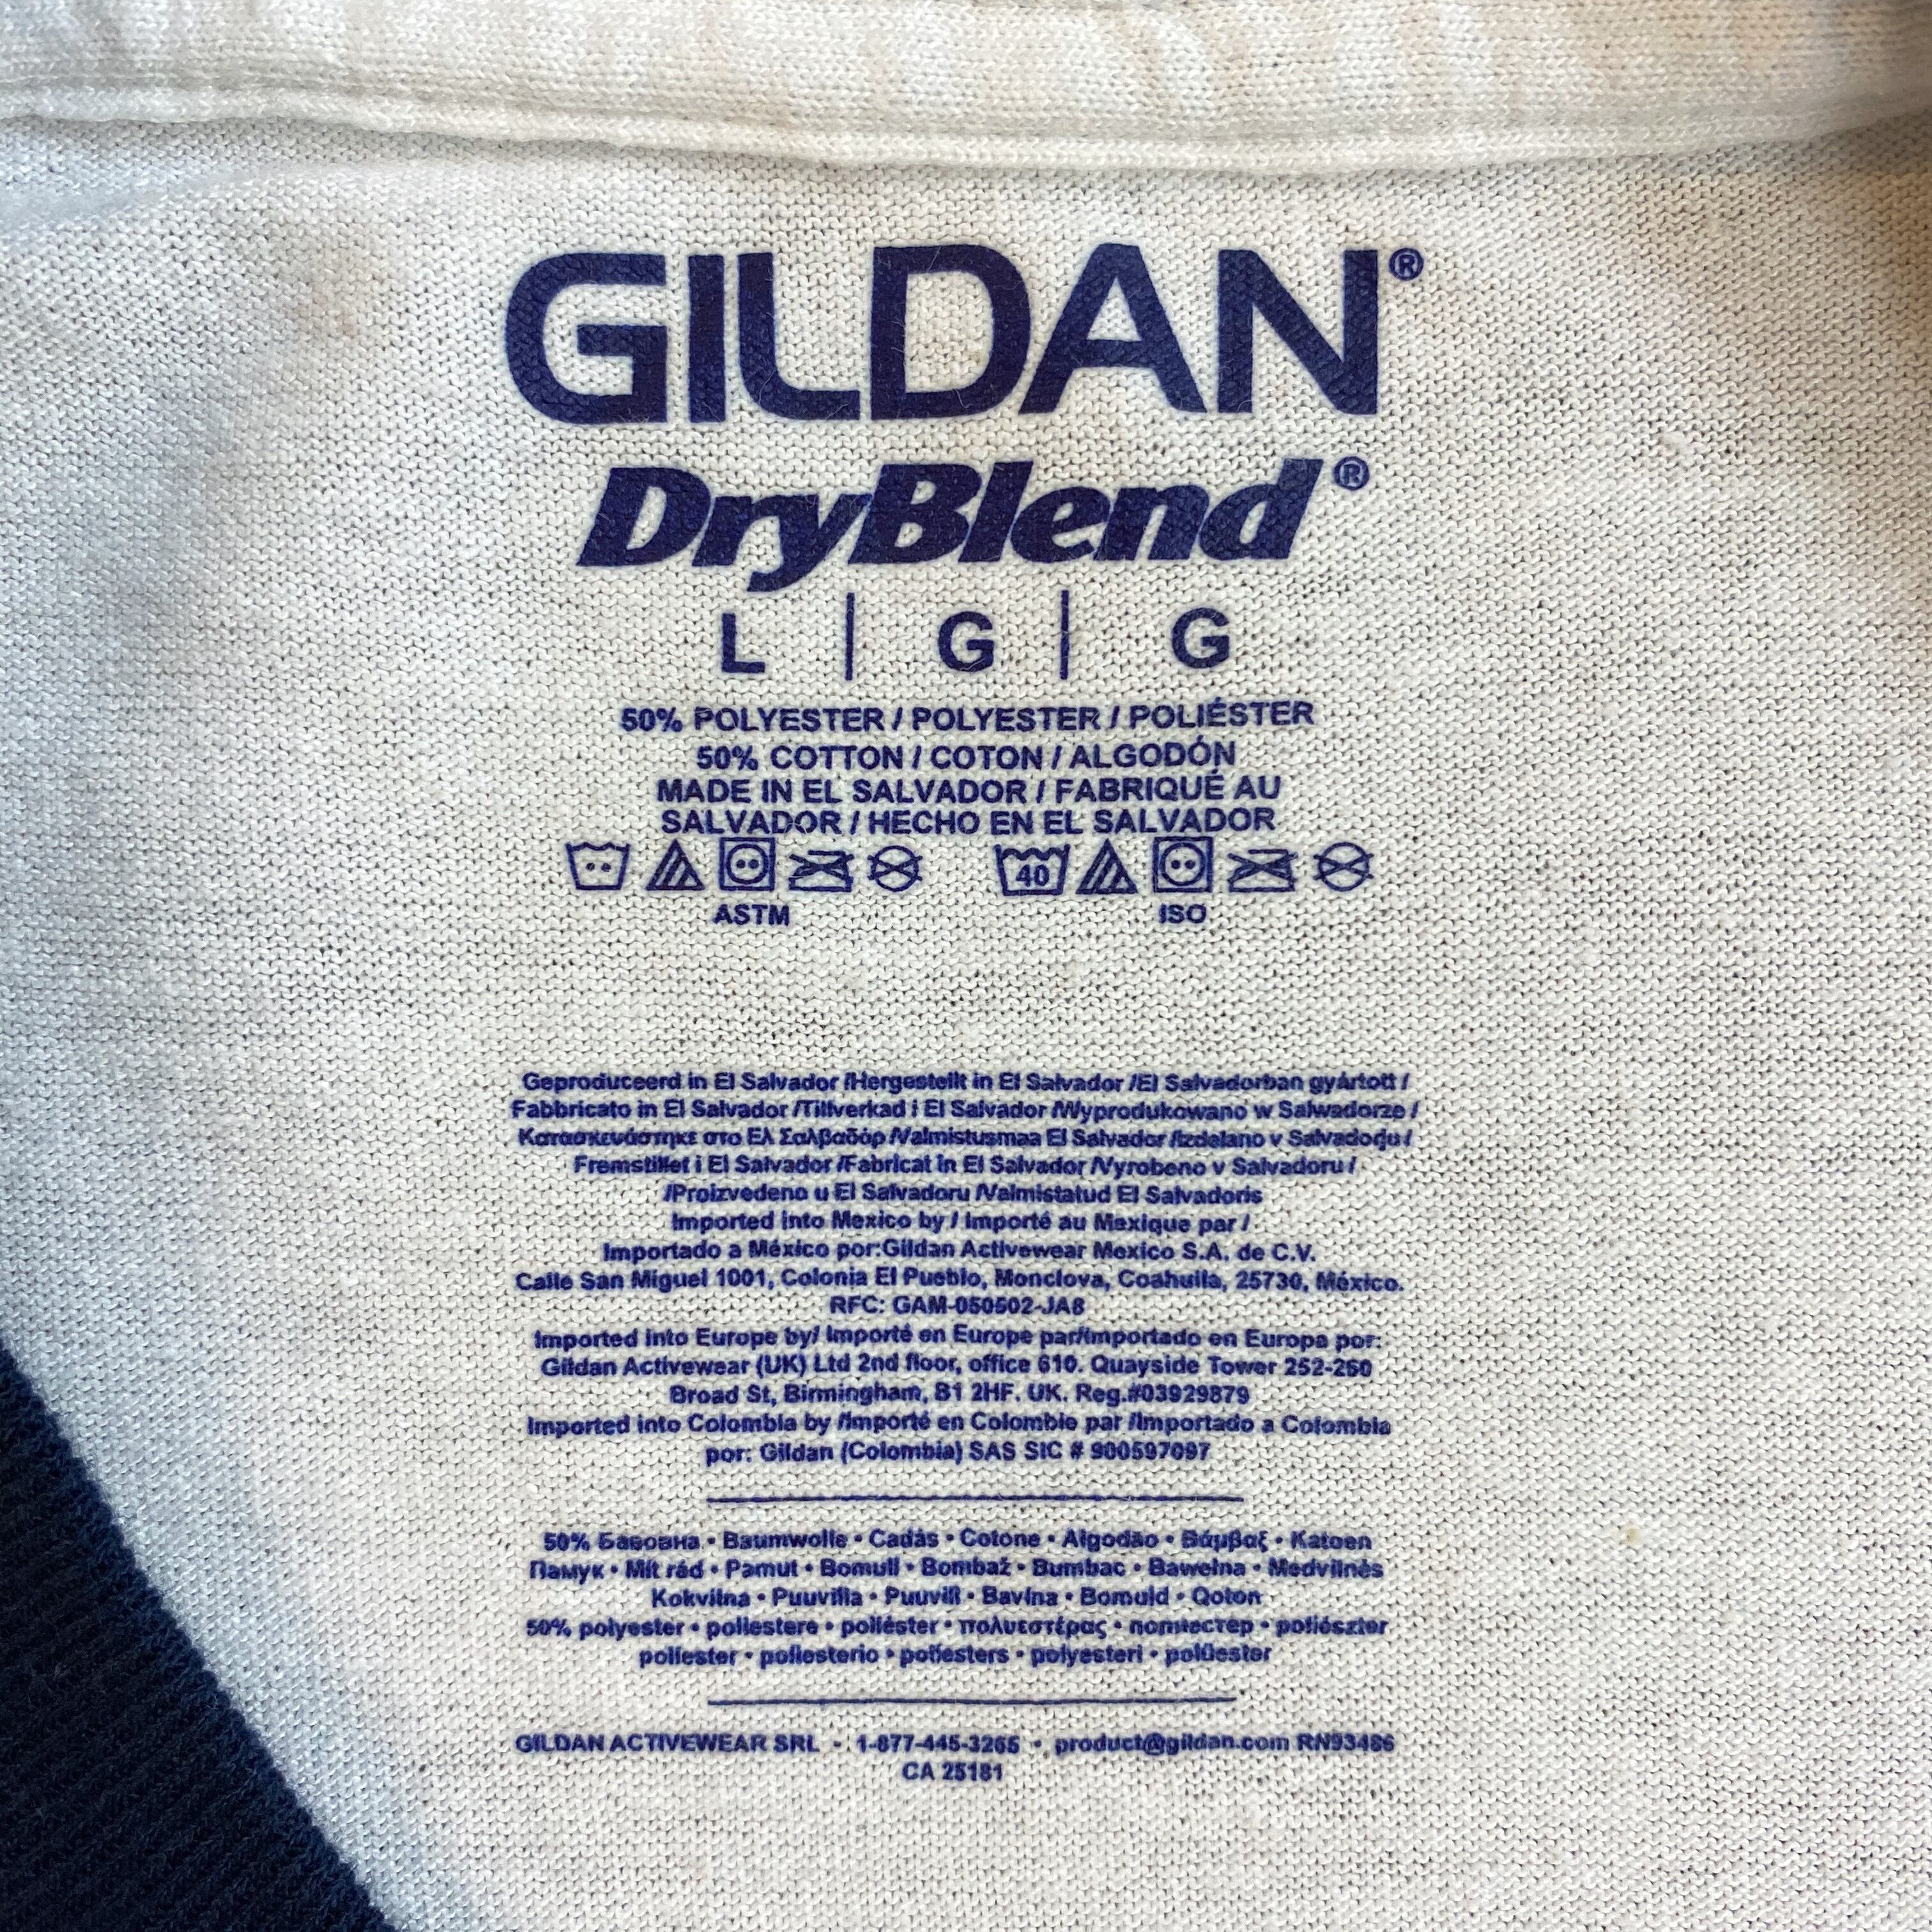 GILDAN®
DryBlend®
L | G | G
50% POLYESTER / POLYESTER / POLIÉSTER
50% COTTON / COTON / ALGODÓN
MADE IN EL SALVADOR / FABRIQUÉ AU
SALVADOR / HECHO EN EL SALVADOR
40
ASTM ISO
Geproduceerd in El Salvador /Hergestellt in El Salvador /El Salvadorban gyártott /
Fabbricato in El Salvador /Tillverkad i El Salvador /Wyprodukowano w Salwadorze /
Κατασκευάστηκε στο Ελ Σαλβαδόρ /Valmistusmaa El Salvador /Izdelano v Salvadorju /
Fremstillet i El Salvador /Fabricat în El Salvador /Vyrobeno v Salvadoru /
/Proizvedeno u El Salvadoru /Valmistatud El Salvadoris
Imported into Mexico by / Importé au Mexique par /
Importado a México por:Gildan Activewear Mexico S.A. de C.V.
Calle San Miguel 1001, Colonia El Pueblo, Monclova, Coahuila, 25730, México.
RFC: GAM-050502-JA8
Imported into Europe by/ Importé en Europe par/Importado en Europa por:
Gildan Activewear (UK) Ltd 2nd floor, office 610. Quayside Tower 252-260
Broad St, Birmingham, B1 2HF. UK. Reg.#03929879
Imported into Colombia by /Importé en Colombie par /Importado a Colombia
por: Gildan (Colombia) SAS SIC # 900597097
50% Бавовна • Baumwolle • Cadás • Cotone • Algodão • Βάμβαξ • Katoen
Памук • Mit rád • Pamut • Bomull • Bombaž • Bumbac • Bawełna • Medvilnės
Kokvilna • Puuvilla • Puuvill • Bavlna • Bomuld • Qoton
50% polyester • poliestere • poliéster • πολυεστέρας • полиестер • poliészter
poliester • poliesterio • poliesters • polyesteri • polüester
GILDAN ACTIVEWEAR SRL • 1-877-445-3265 • product@gildan.com RN93486
CA 25181